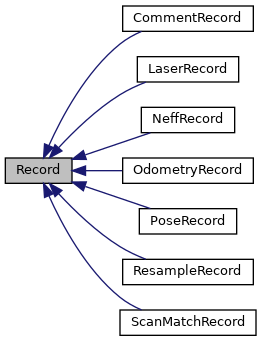 CommentRecord
LaserRecord
NeffRecord
Record
OdometryRecord
PoseRecord
ResampleRecord
ScanMatchRecord